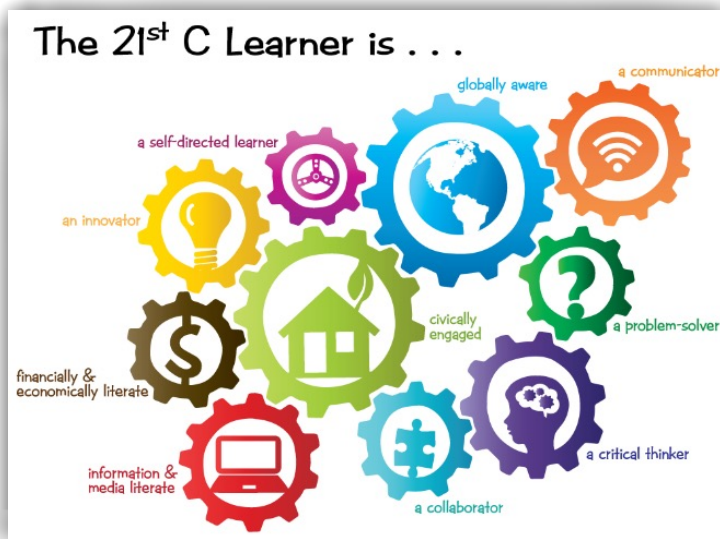 The 21st C Learner is . . .
a communicator
globally aware
a self-directed learner
an innovator
civically
engaged
a problem-solver
financially &
economically literate
a critical thinker
information &
media literate
a collaborator